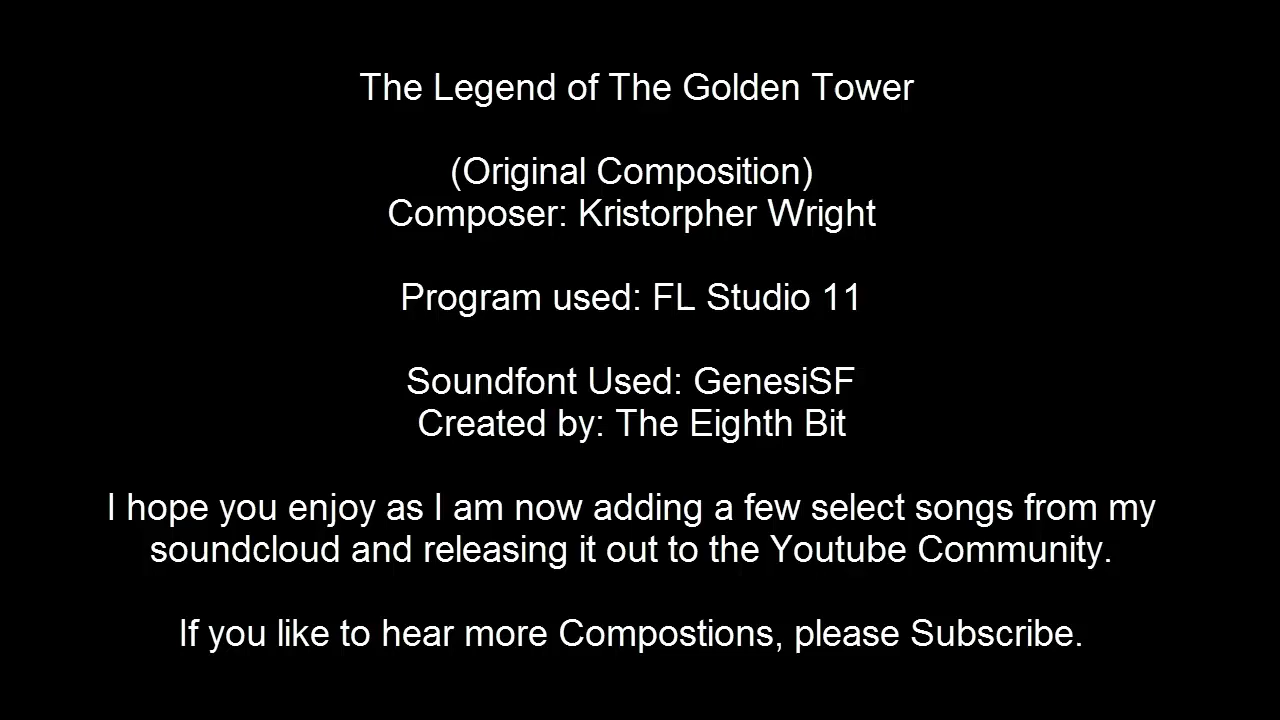 The Legend of The Golden Tower
(Original Composition)
Composer: Kristorpher Wright
Program used: FL Studio 11
Soundfont Used: GenesiSF
Created by: The Eighth Bit
I hope you enjoy as I am now adding a few select songs from my
soundcloud and releasing it out to the Youtube Community.
If you like to hear more Compostions, please Subscribe.